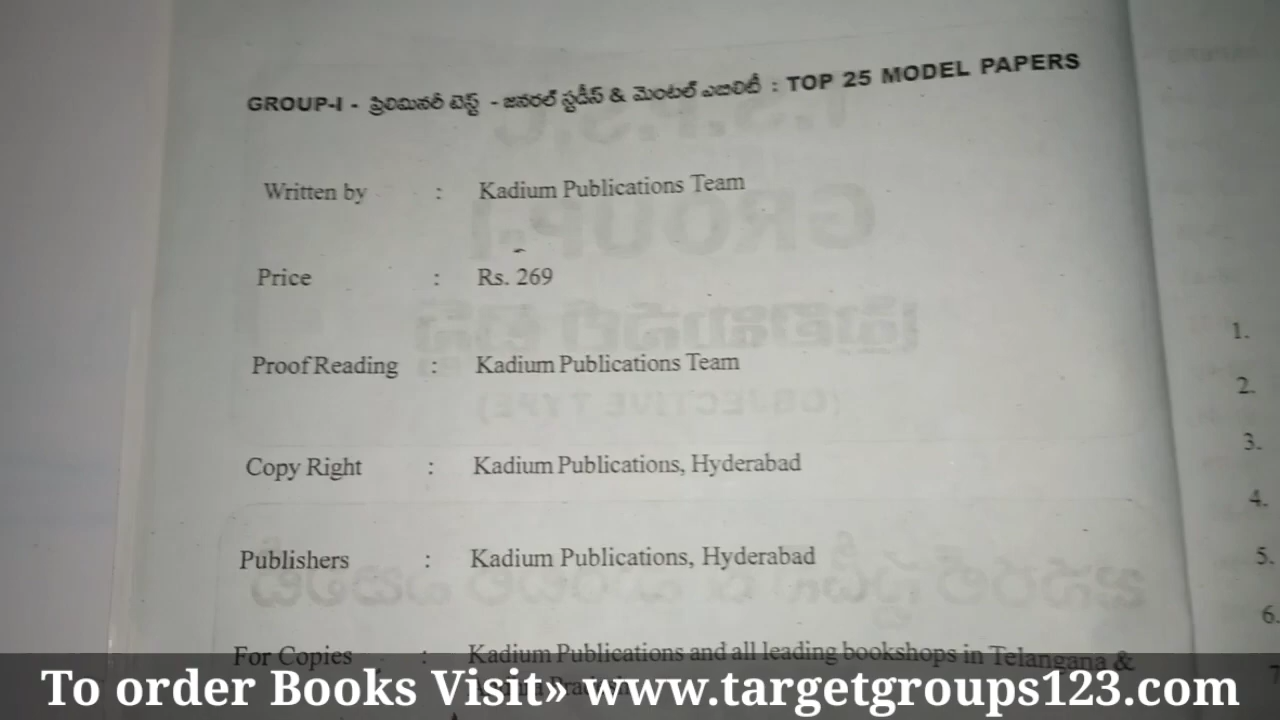 GROUP-I - ప్రిలిమినరీ టెస్ట్ - జనరల్ స్టడీస్ & మెంటల్ ఎబిలిటీ : TOP 25 MODEL PAPERS
Written by : Kadium Publications Team
Price : Rs. 269
Proof Reading : Kadium Publications Team
Copy Right : Kadium Publications, Hyderabad
Publishers : Kadium Publications, Hyderabad
For Copies : Kadium Publications and all leading bookshops in Telangana &
To order Books Visit» www.targetgroups123.com
1.
2.
3.
4.
5.
6.